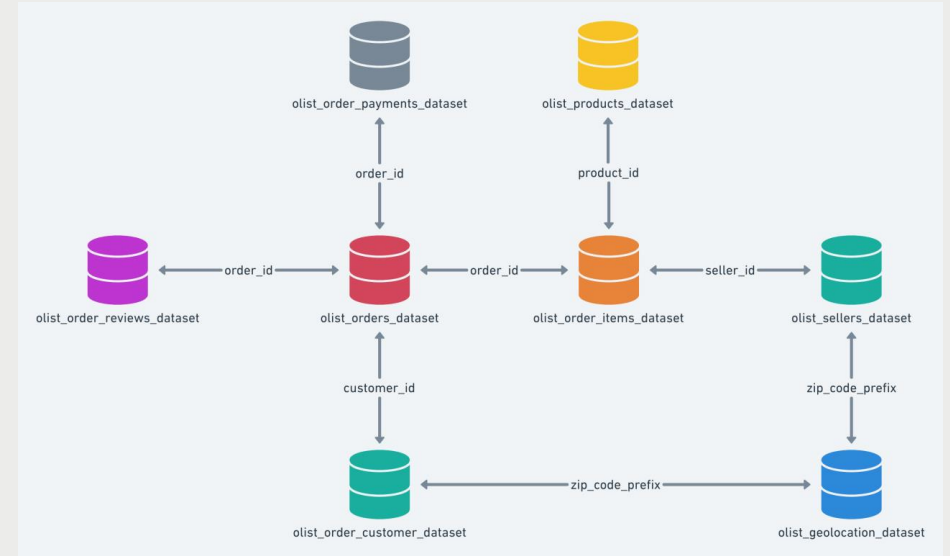 olist_order_payments_dataset
olist_products_dataset
order_id
product_id
order_id
order_id
seller_id
olist_order_reviews_dataset
olist_orders_dataset
olist_order_items_dataset
olist_sellers_dataset
customer_id
zip_code_prefix
zip_code_prefix
olist_order_customer_dataset
olist_geolocation_dataset